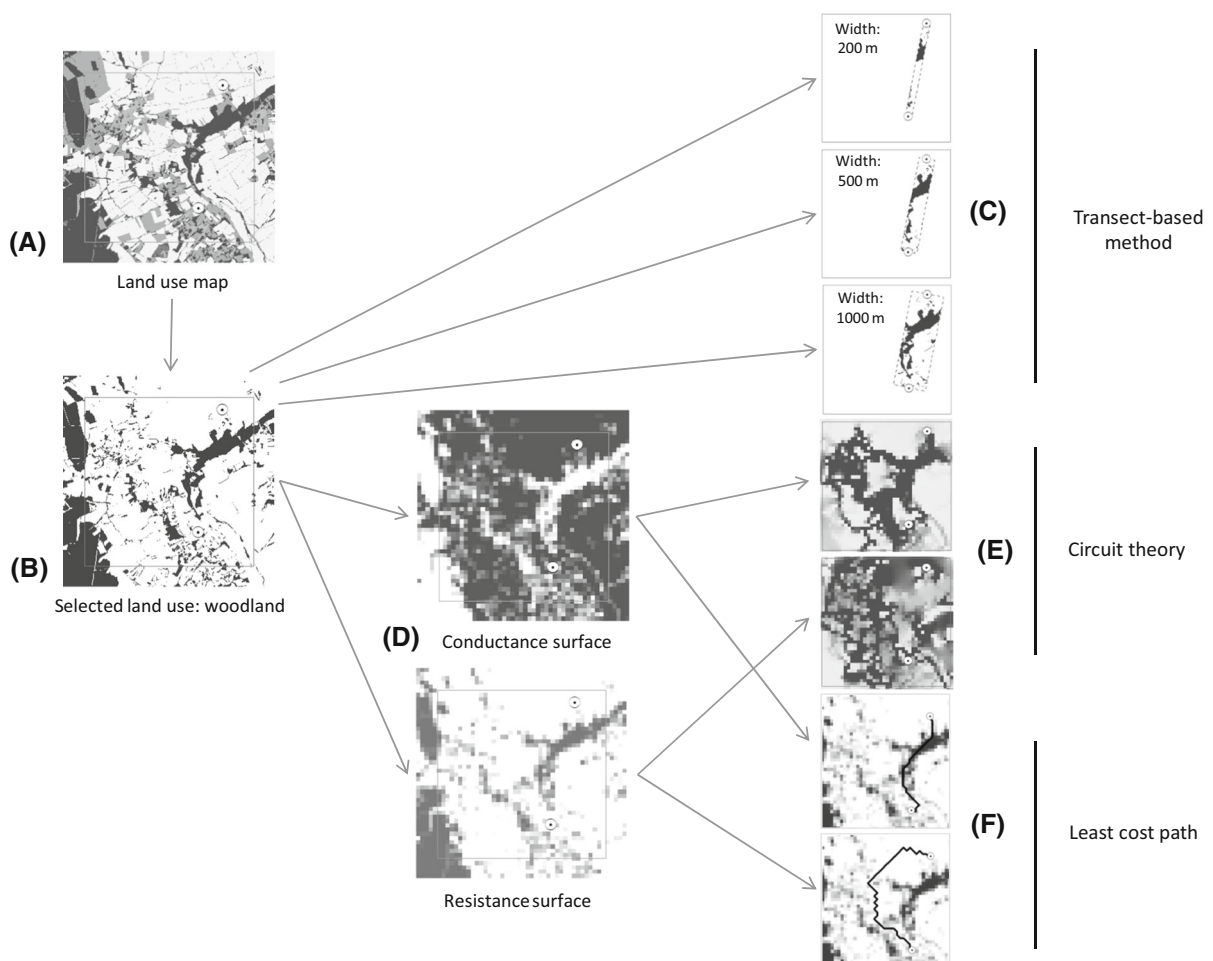 (A)
Land use map
(B)
Selected land use: woodland
(D)
Conductance surface
Resistance surface
Width:
200 m
Width:
500 m
Width:
1000 m
(C)
Transect-based
method
(E)
Circuit theory
(F)
Least cost path